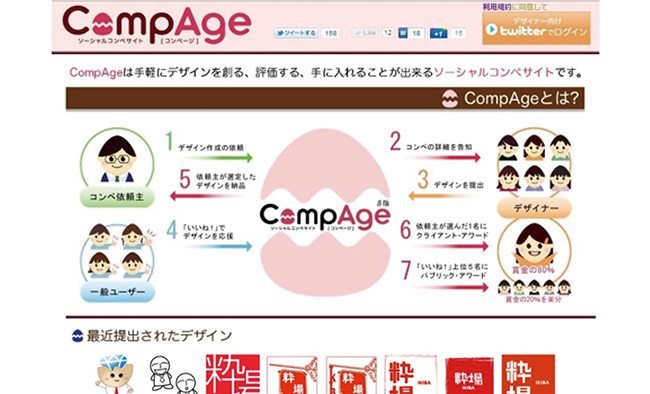 CompAge
ソーシャルコンペサイト [コンページ]
ツイートする 158
Like 12
B! 18
+1 15
利用規約に同意して
デザイナー向け
twitterでログイン
CompAgeは手軽にデザインを創る、評価する、手に入れることが出来るソーシャルコンペサイトです。
CompAgeとは?
1 デザイン作成の依頼
2 コンペの詳細を告知
5 依頼主が選定した
デザインを納品
3 デザインを提出
コンペ依頼主
デザイナー
β版
CompAge
ソーシャルコンペサイト [コンページ]
4 「いいね!」で
デザインを応援
6 依頼主が選んだ1名に
クライアント・アワード
7 「いいね!」上位5名に
パブリック・アワード
賞金の80%
賞金の20%を案分
一般ユーザー
最近提出されたデザイン
粋場
粋場
粋場
粋場
IKIBA
粋場
IKIBA
粋場
IKIBA